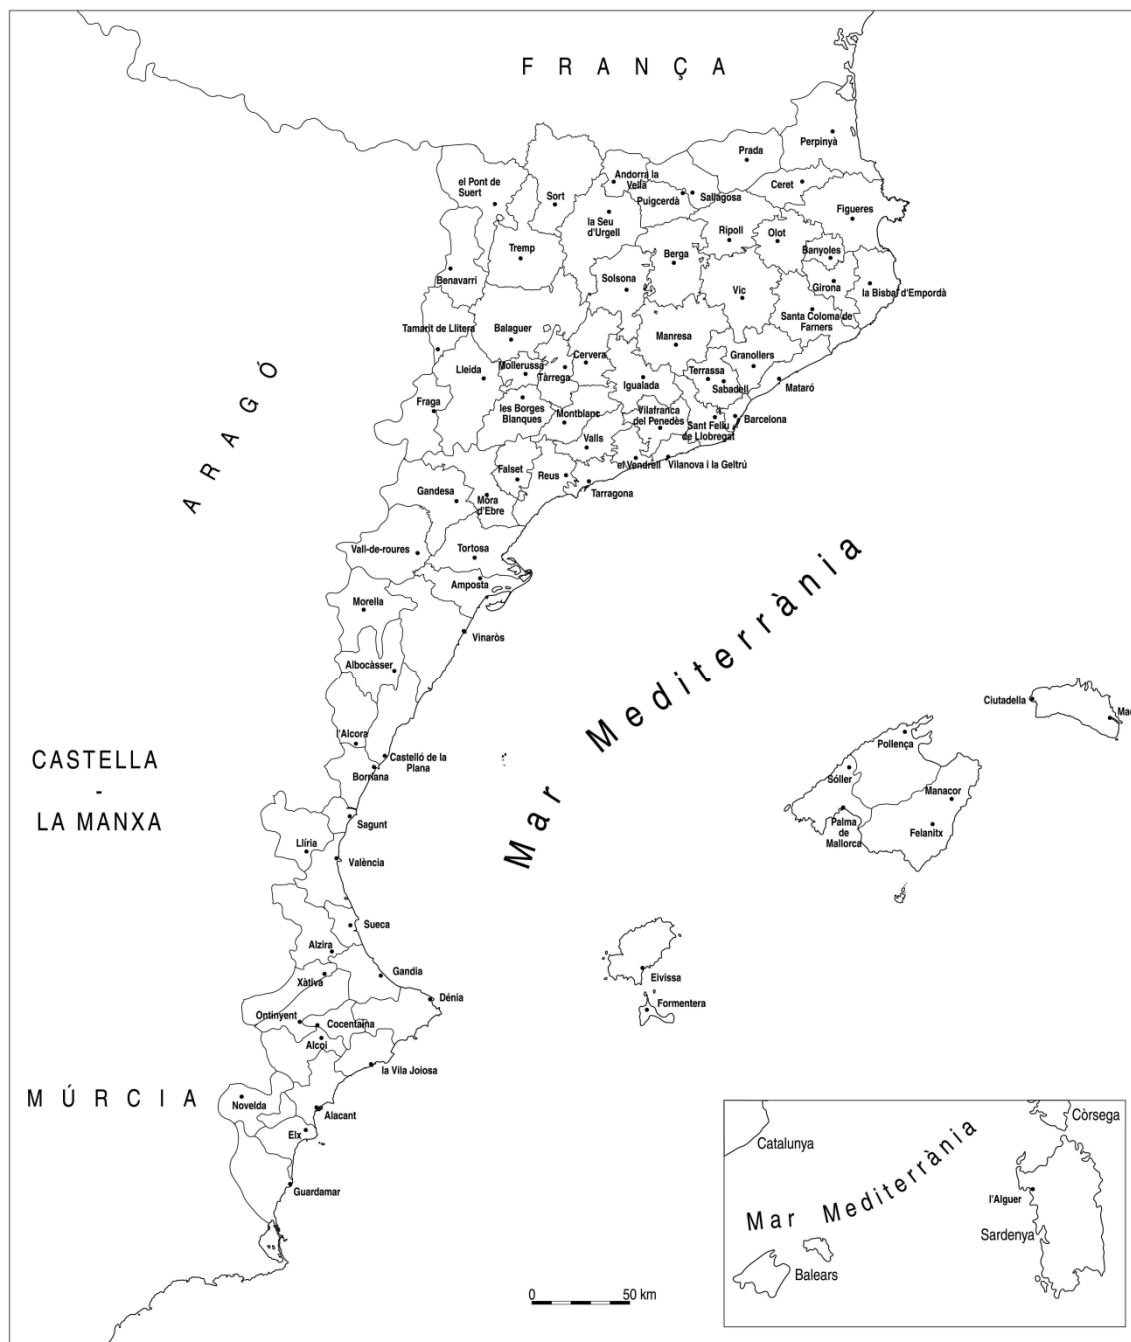 FRANÇA
Perpinyà
Prada
Andorra la
Vella
Ceret
el Pont de
Suert
Sort
Puigcerdà
Sallagosa
Figueres
la Seu
d'Urgell
Ripoll
Olot
Tremp
Berga
Banyoles
Benavarri
Solsona
Vic
Girona
la Bisbal d'Empordà
Santa Coloma de
Farners
Tamarit de Llitera
Balaguer
Manresa
Cervera
Granollers
Mollerussa
Lleida
Tàrrega
Terrassa
Igualada
Sabadell
Mataró
Fraga
les Borges
Blanques
Montblanc
Vilafranca
del Penedès
Sant Feliu
de Llobregat
Barcelona
Valls
el Vendrell
Vilanova i la Geltrú
ARAGÓ
Falset
Reus
Tarragona
Gandesa
Móra
d'Ebre
Vall-de-roures
Tortosa
Amposta
Morella
Vinaròs
Albocàsser
Mar Mediterrània
Ciutadella
l'Alcora
Pollença
CASTELLA
-
LA MANXA
Castelló de la
Plana
Borriana
Sóller
Manacor
Sagunt
Palma
de
Mallorca
Felanitx
Llíria
València
Sueca
Alzira
Xàtiva
Gandia
Eivissa
Dénia
Formentera
Ontinyent
Cocentaina
Alcoi
la Vila Joiosa
MÚRCIA
Novelda
Alacant
Elx
Guardamar
Catalunya
Còrsega
Mar Mediterrània
l'Alguer
Sardenya
Balears
0 50 km